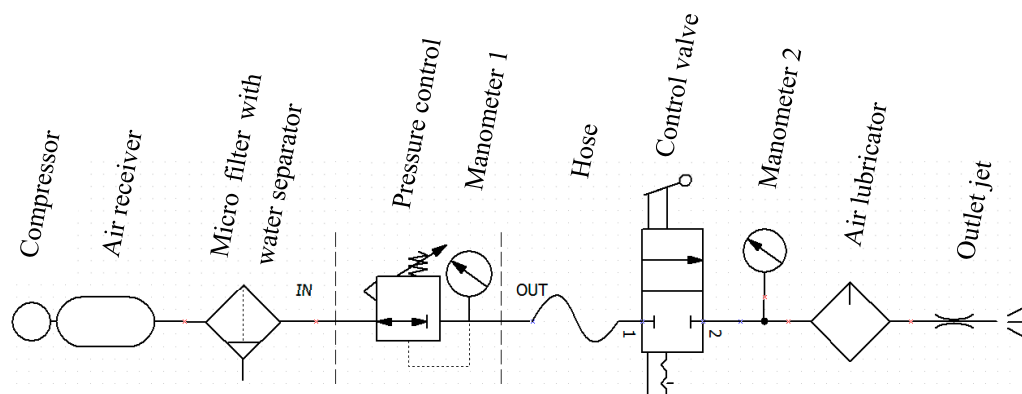 Compressor
Air receiver
Micro filter with
water separator
Pressure control
Manometer 1
Hose
Control valve
Manometer 2
Air lubricator
Outlet jet
IN
OUT
1
2